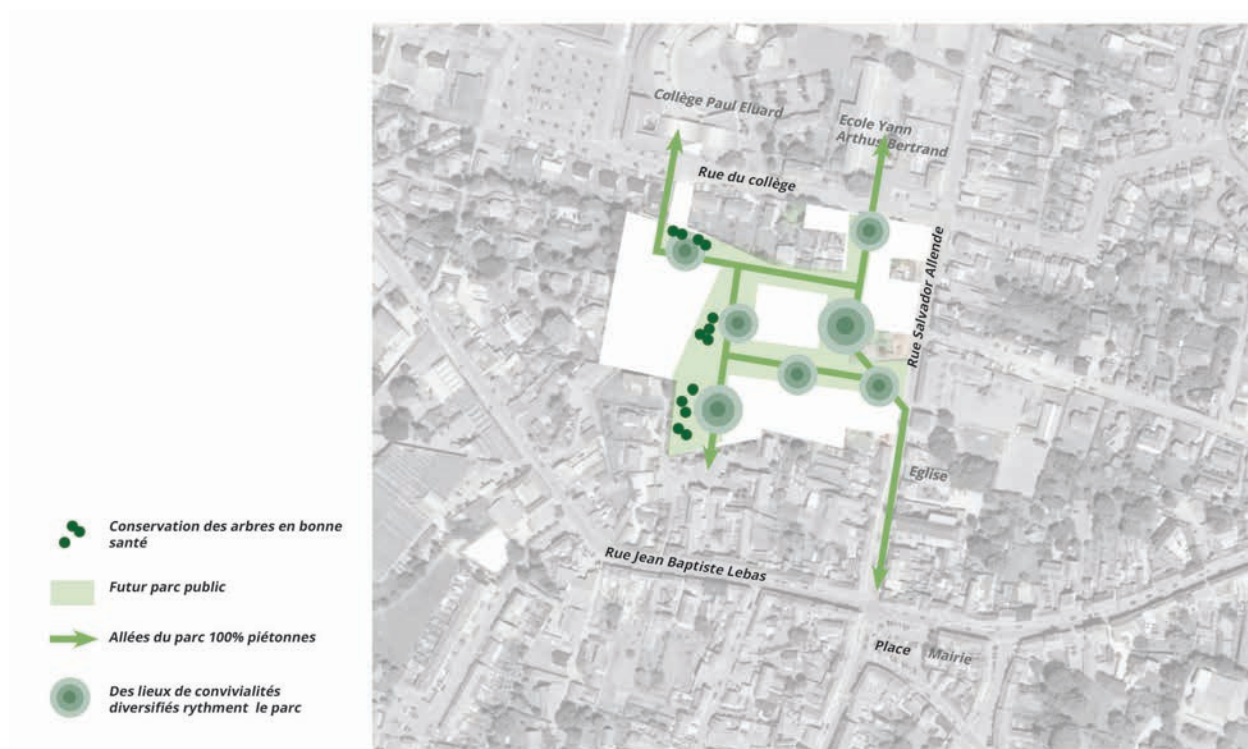 Collège Paul Eluard
Ecole Yann
Arthus Bertrand
Rue du collège
Rue Salvador Allende
Eglise
Rue Jean Baptiste Lebas
Place Mairie
Conservation des arbres en bonne
santé
Futur parc public
Allées du parc 100% piétonnes
Des lieux de convivialités
diversifiés rythment le parc